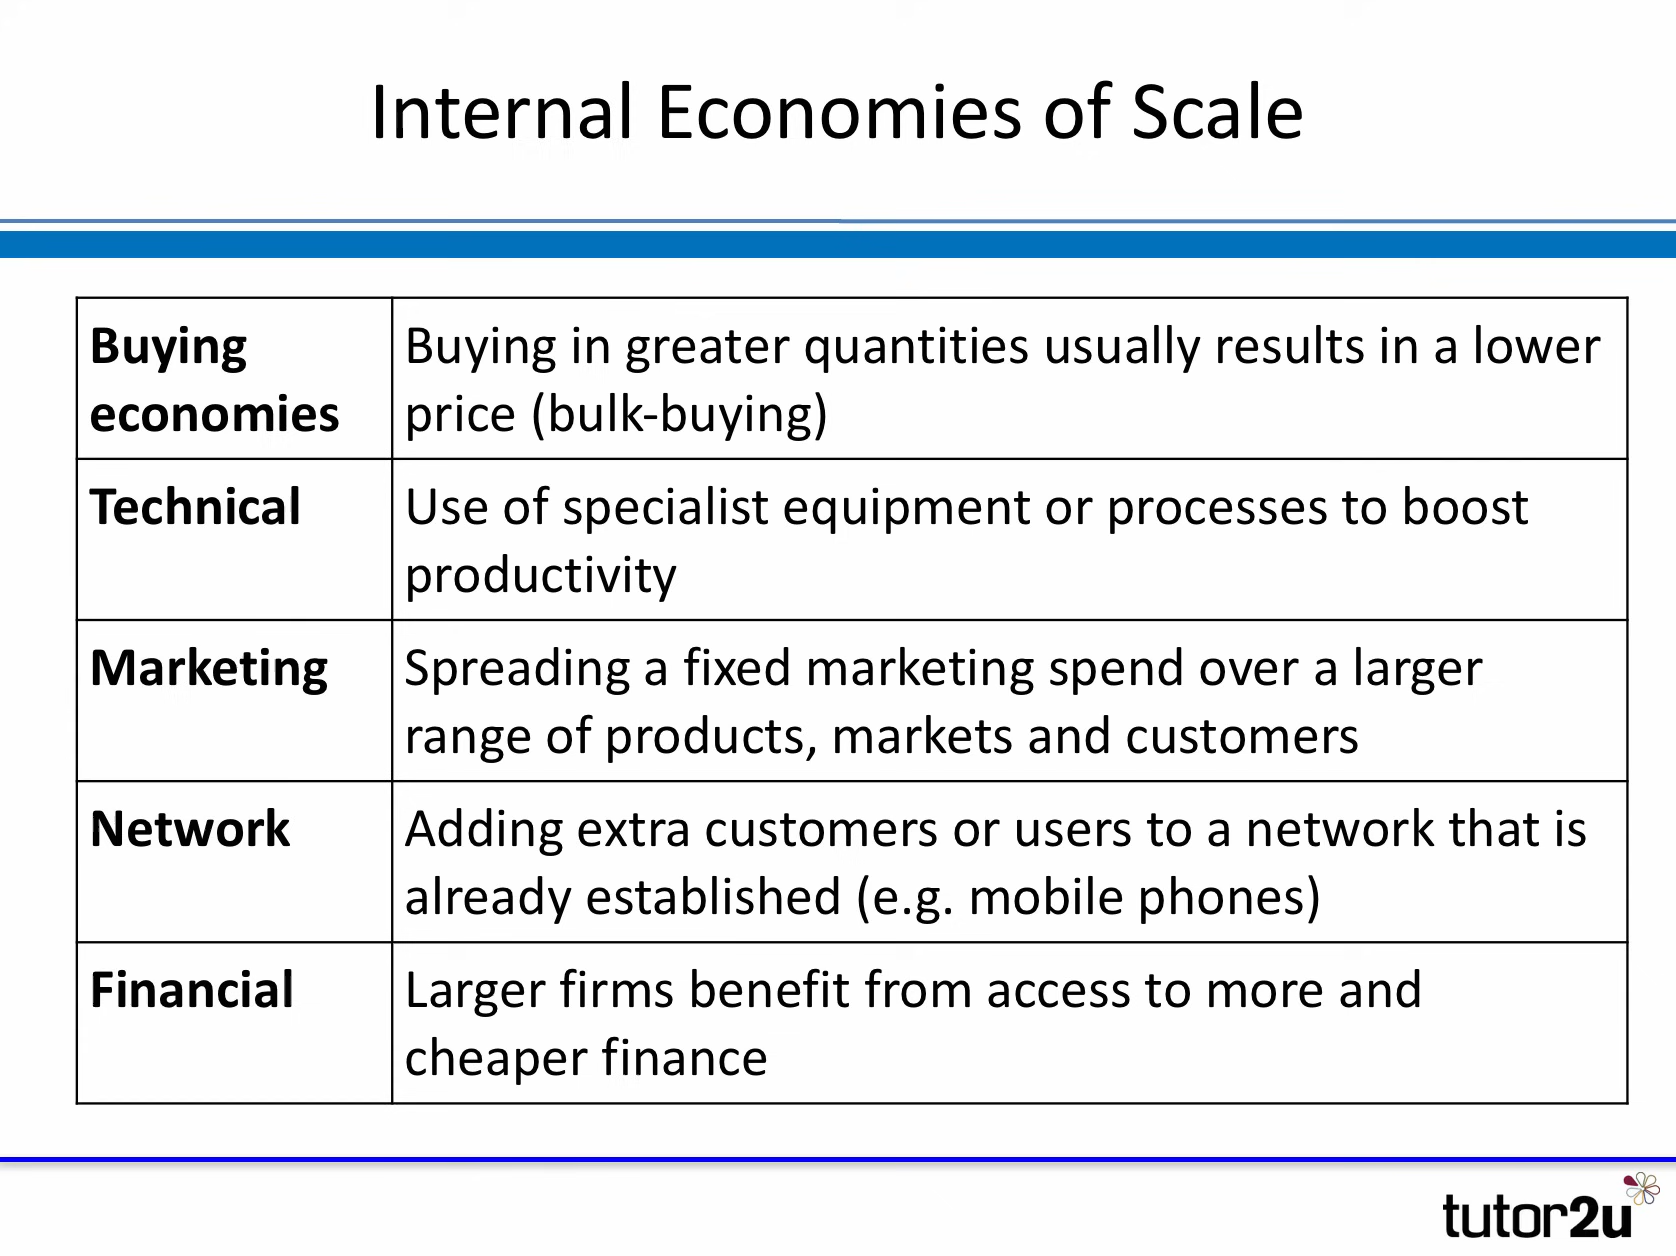 Internal Economies of Scale
Buying
economies
Buying in greater quantities usually results in a lower
price (bulk-buying)
Technical
Use of specialist equipment or processes to boost
productivity
Marketing
Spreading a fixed marketing spend over a larger
range of products, markets and customers
Network
Adding extra customers or users to a network that is
already established (e.g. mobile phones)
Financial
Larger firms benefit from access to more and
cheaper finance
tutor2u